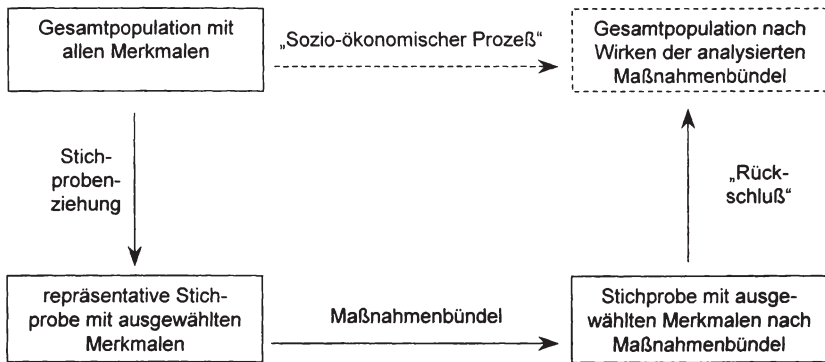 Gesamtpopulation mit
allen Merkmalen
„Sozio-ökonomischer Prozeß“
Gesamtpopulation nach
Wirken der analysierten
Maßnahmenbündel
Stich-
proben-
ziehung
„Rück-
schluß“
repräsentative Stich-
probe mit ausgewählten
Merkmalen
Maßnahmenbündel
Stichprobe mit ausge-
wählten Merkmalen nach
Maßnahmenbündel